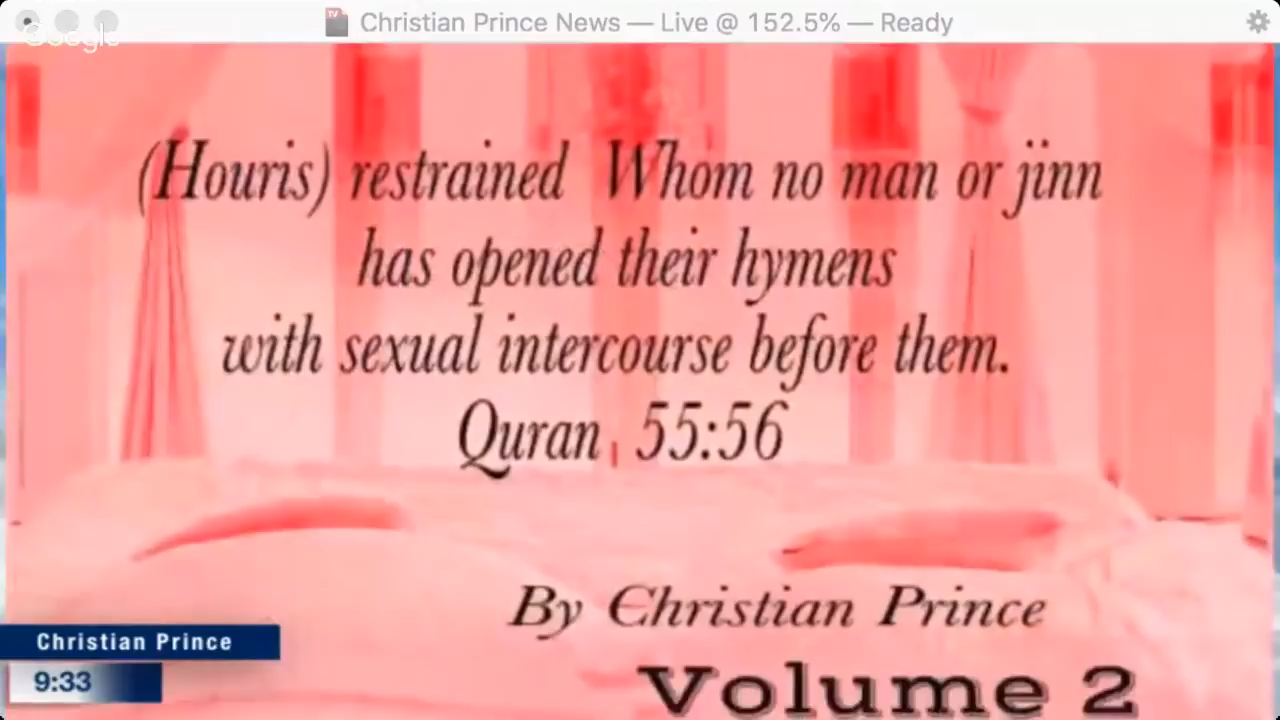 Christian Prince News — Live @ 152.5% — Ready
Google
(Houris) restrained Whom no man or jinn
has opened their hymens
with sexual intercourse before them.
Quran 55:56
By Christian Prince
Volume 2
Christian Prince
9:33